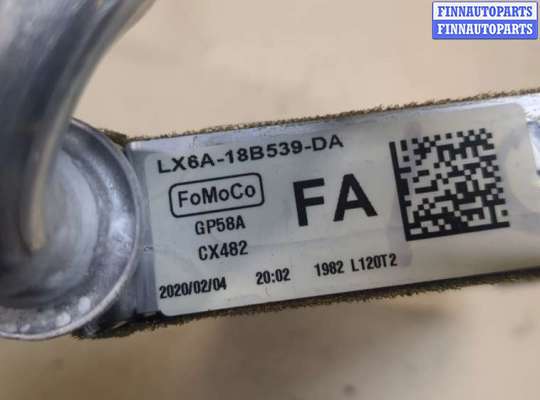 FINNAUTOPARTS
FINNAUTOPARTS
LX6A-18B539-DA
FoMoCo
FA
GP58A
CX482
2020/02/04 20:02 1982 L120T2